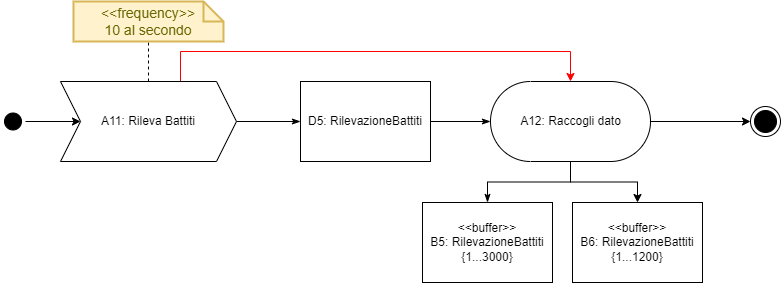 <<frequency>>
10 al secondo
A11: Rileva Battiti
D5: RilevazioneBattiti
A12: Raccogli dato
<<buffer>>
B5: RilevazioneBattiti
{1...3000}
<<buffer>>
B6: RilevazioneBattiti
{1...1200}